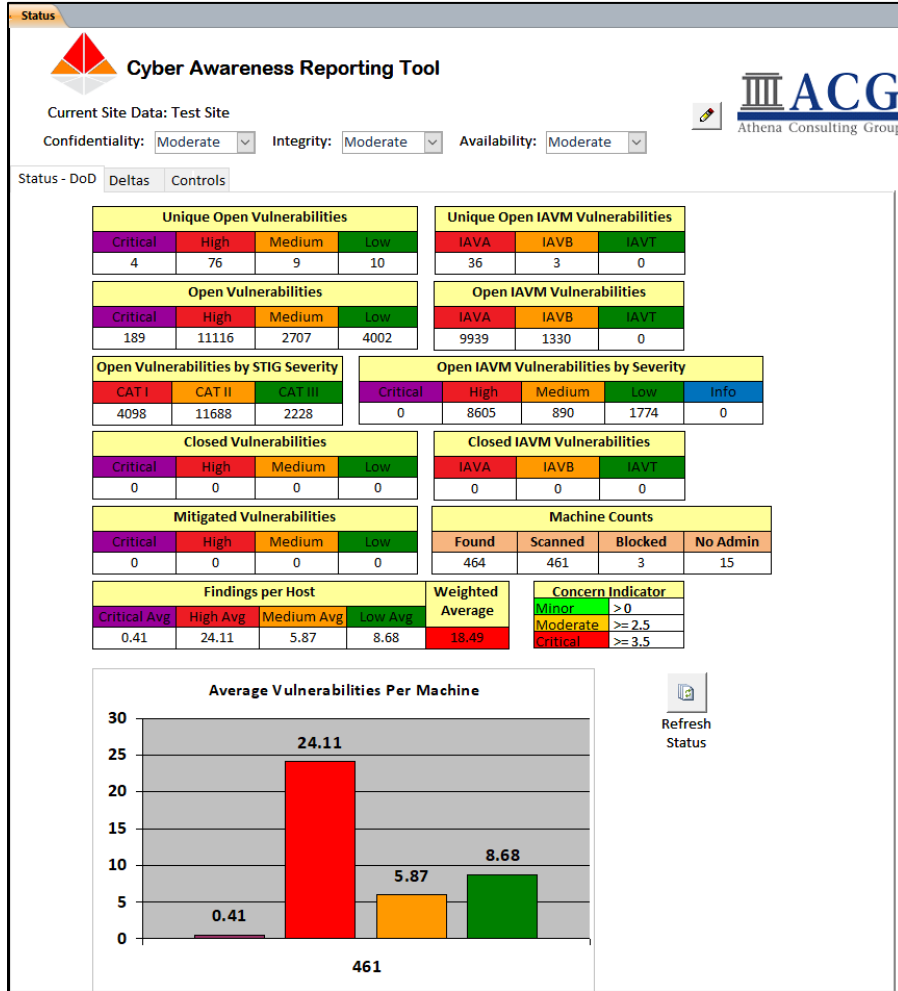 Status
Cyber Awareness Reporting Tool
ACG
Athena Consulting Group
Current Site Data: Test Site
Confidentiality: Moderate Integrity: Moderate Availability: Moderate
Status - DoD Deltas Controls
Unique Open Vulnerabilities Unique Open IAVM Vulnerabilities
Critical High Medium Low IAVA IAVB IAVT
4 76 9 10 36 3 0
Open Vulnerabilities Open IAVM Vulnerabilities
Critical High Medium Low IAVA IAVB IAVT
189 11116 2707 4002 9939 1330 0
Open Vulnerabilities by STIG Severity Open IAVM Vulnerabilities by Severity
CAT I CAT II CAT III Critical High Medium Low Info
4098 11688 2228 0 8605 890 1774 0
Closed Vulnerabilities Closed IAVM Vulnerabilities
Critical High Medium Low IAVA IAVB IAVT
0 0 0 0 0 0 0
Mitigated Vulnerabilities Machine Counts
Critical High Medium Low Found Scanned Blocked No Admin
0 0 0 0 464 461 3 15
Findings per Host Weighted Average Concern Indicator
Critical Avg High Avg Medium Avg Low Avg Minor > 0
0.41 24.11 5.87 8.68 18.49 Moderate >= 2.5
Critical >= 3.5
Average Vulnerabilities Per Machine
Refresh
Status
30
25
20
15
10
5
0
0.41
24.11
5.87
8.68
461